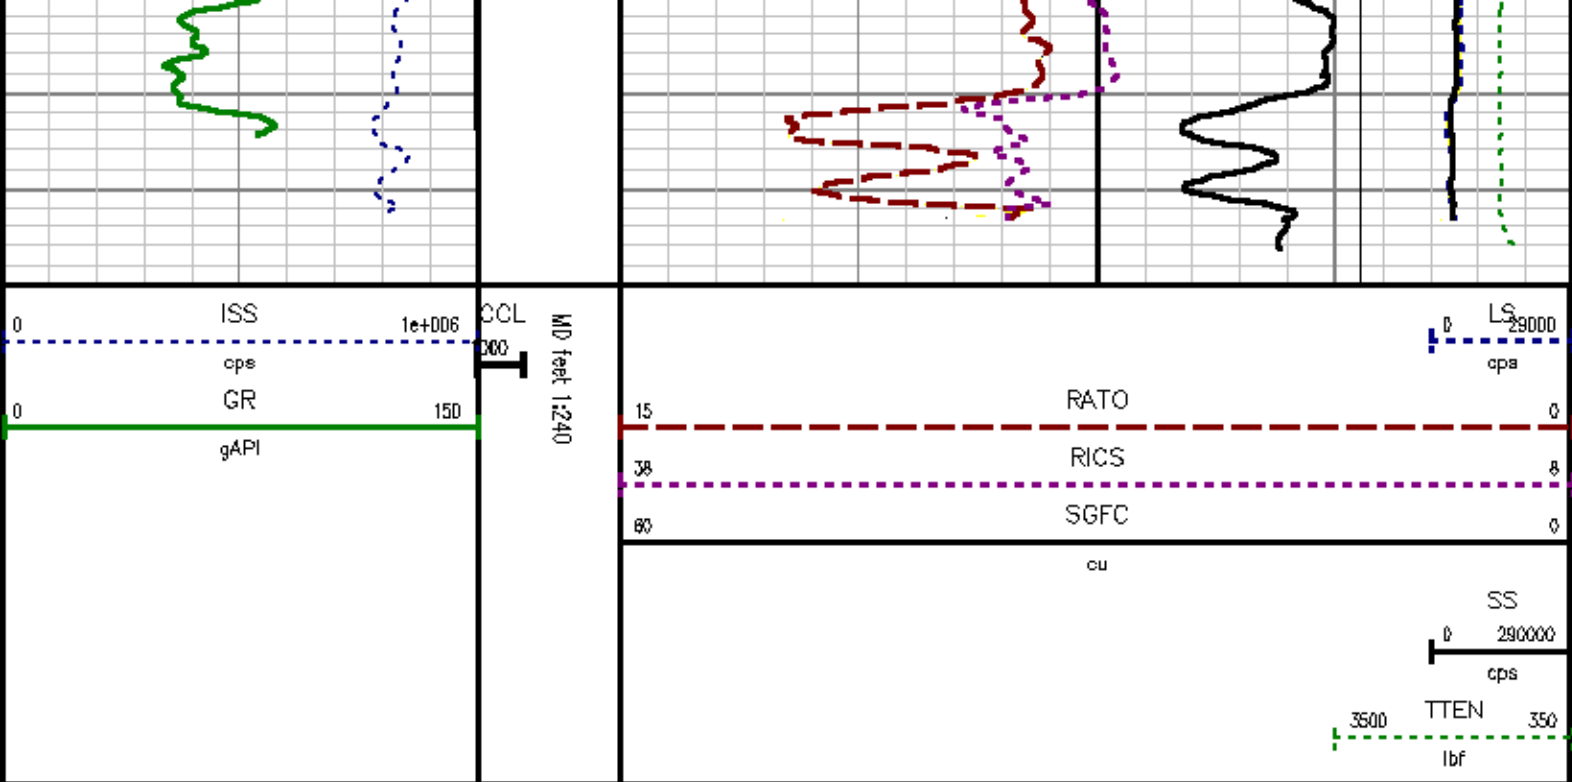 ISS
0 1e+006
cps
GR
0 150
gAPI
CCL
MD feet 1:240
LS
0 29000
cps
RATO
15 0
RICS
38 8
SGFC
60 0
cu
SS
0 290000
cps
TTEN
3500 350
lbf